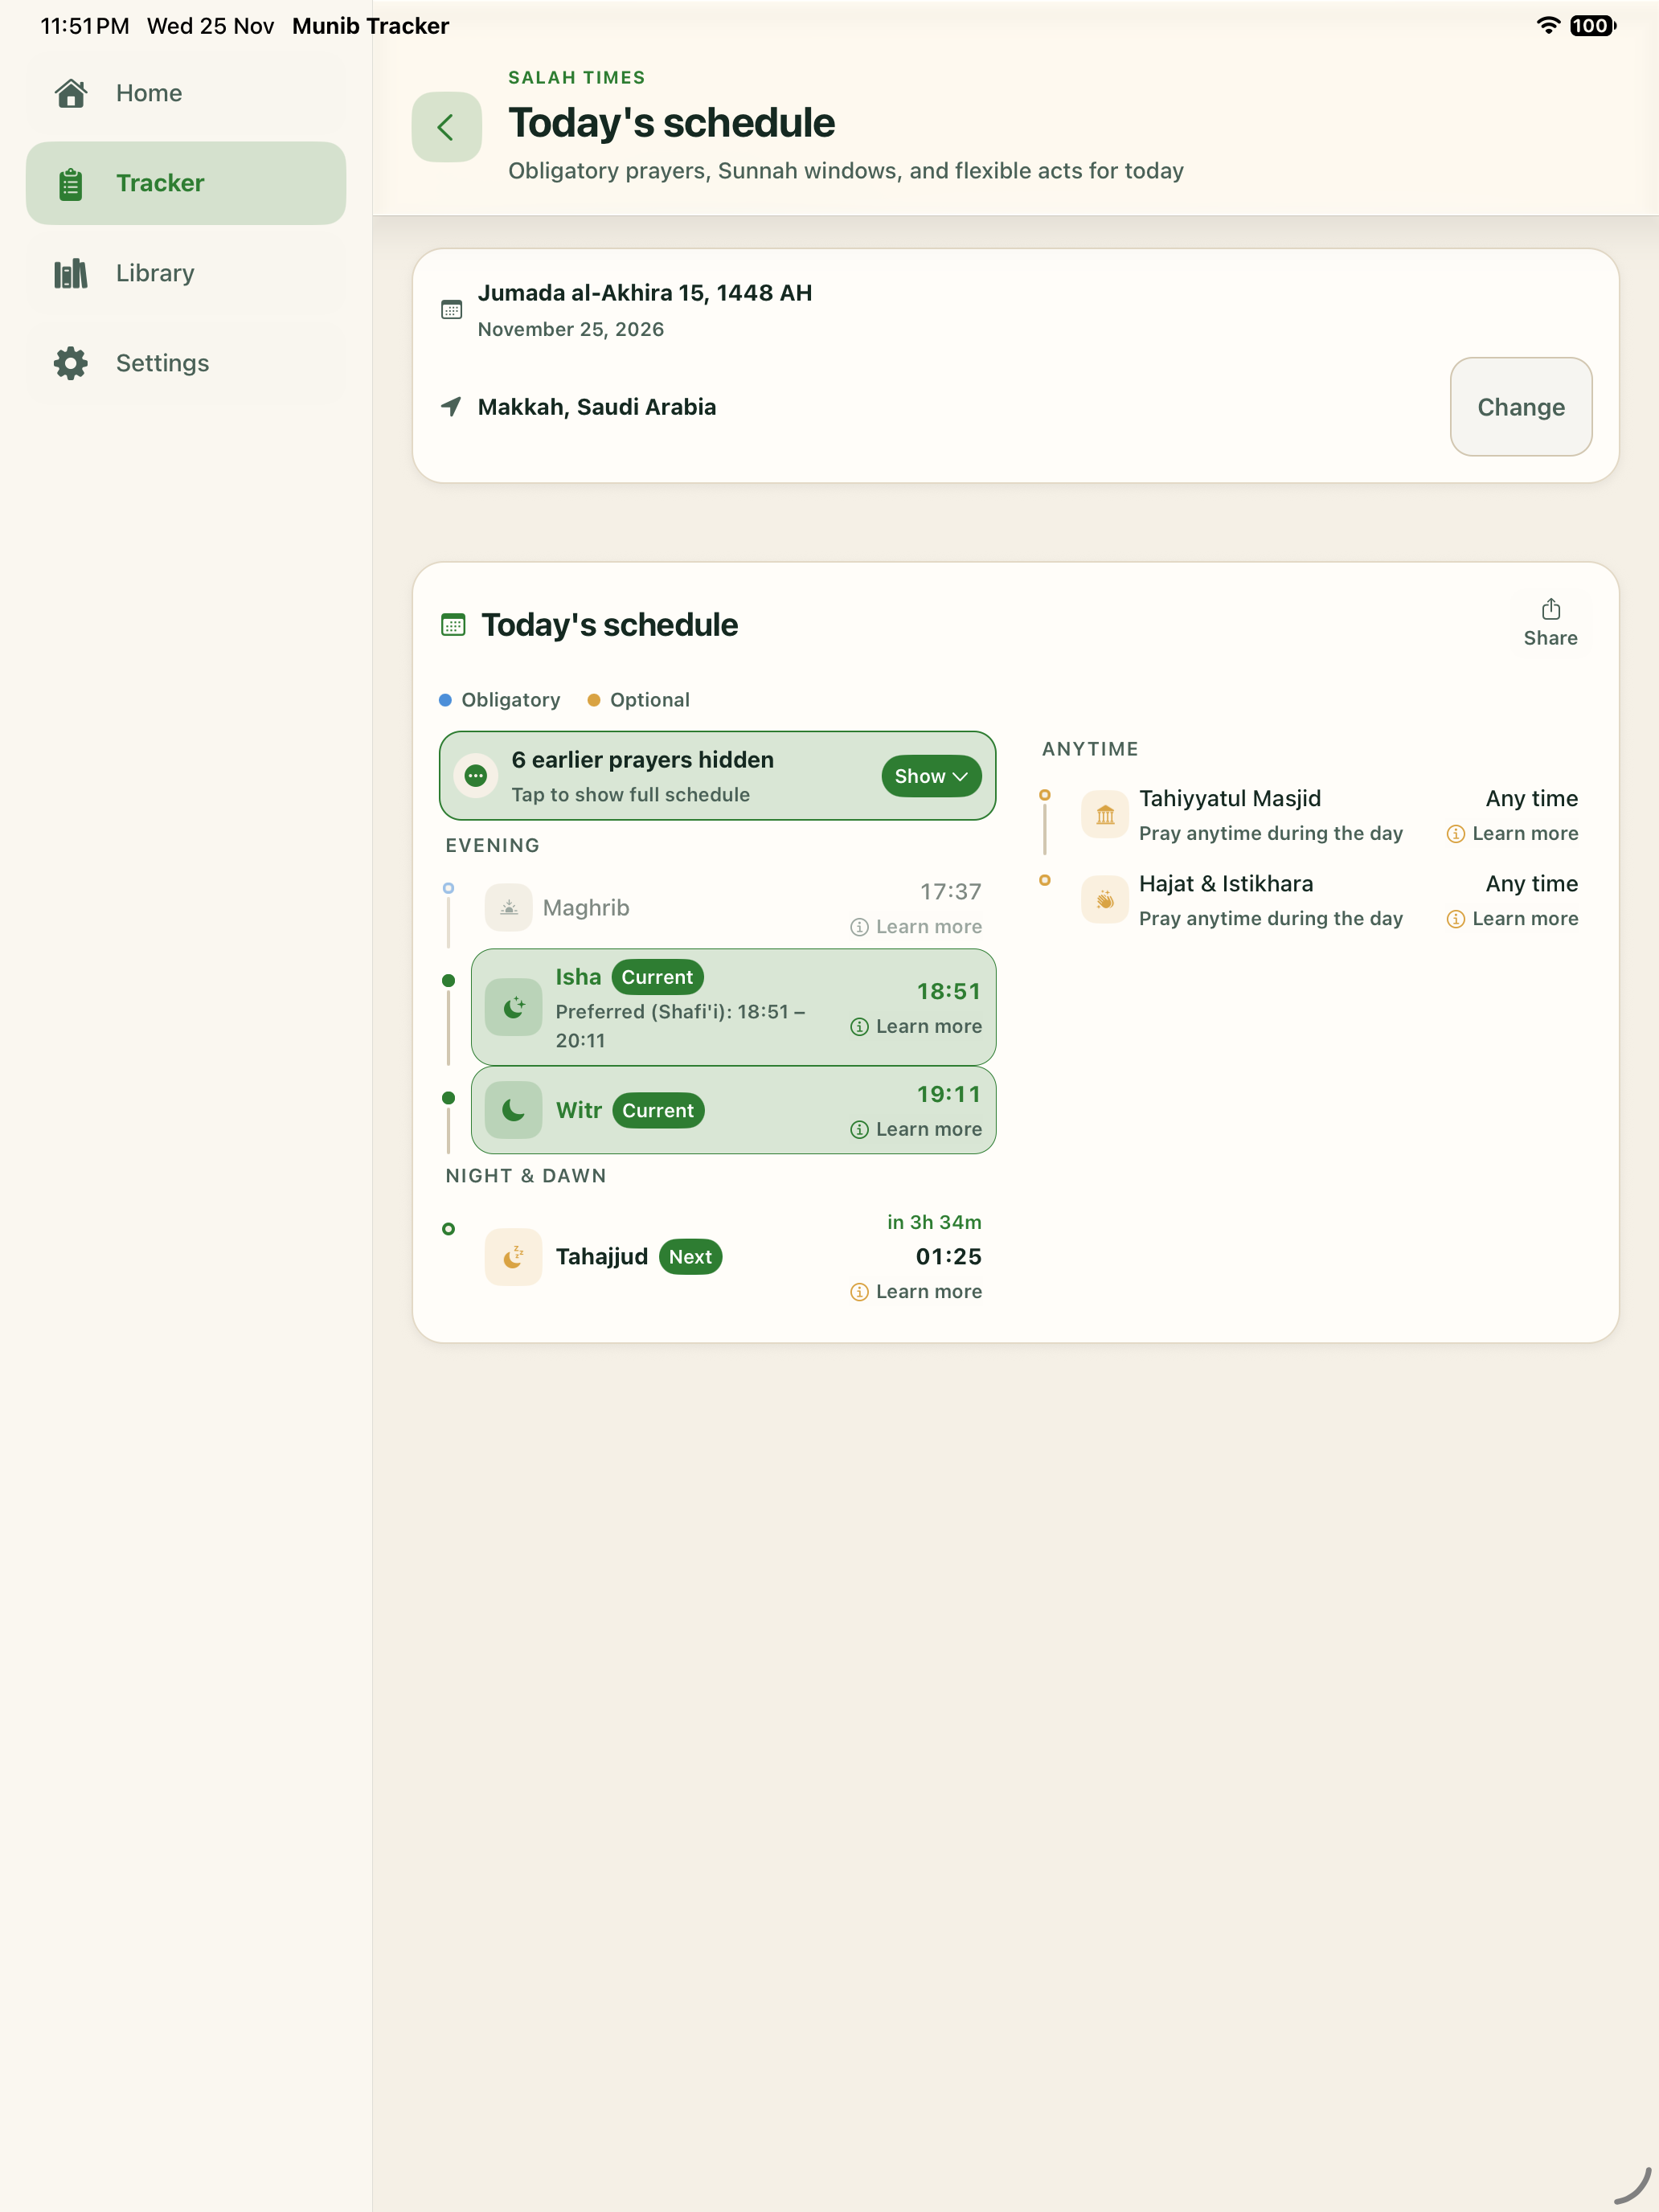 11:51 PM Wed 25 Nov Munib Tracker
100
Home
Tracker
Library
Settings
SALAH TIMES
Today's schedule
Obligatory prayers, Sunnah windows, and flexible acts for today
Jumada al-Akhira 15, 1448 AH
November 25, 2026
Makkah, Saudi Arabia
Change
Today's schedule
Share
Obligatory
Optional
6 earlier prayers hidden
Tap to show full schedule
Show
EVENING
Maghrib
17:37
Learn more
Isha
Current
Preferred (Shafi'i): 18:51 –
20:11
18:51
Learn more
Witr
Current
19:11
Learn more
NIGHT & DAWN
Tahajjud
Next
in 3h 34m
01:25
Learn more
ANYTIME
Tahiyyatul Masjid
Any time
Pray anytime during the day
Learn more
Hajat & Istikhara
Any time
Pray anytime during the day
Learn more